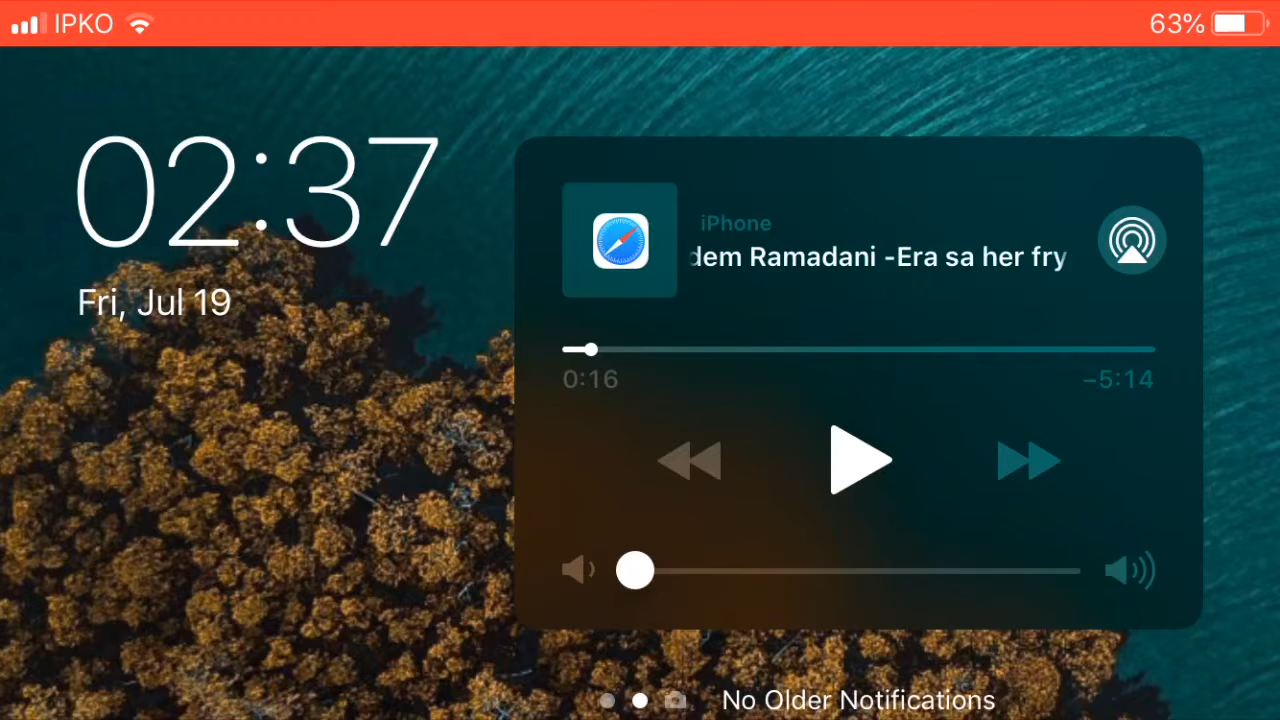 IPKO
63%
02:37
Fri, Jul 19
iPhone
dem Ramadani -Era sa her fry
0:16
−5:14
No Older Notifications